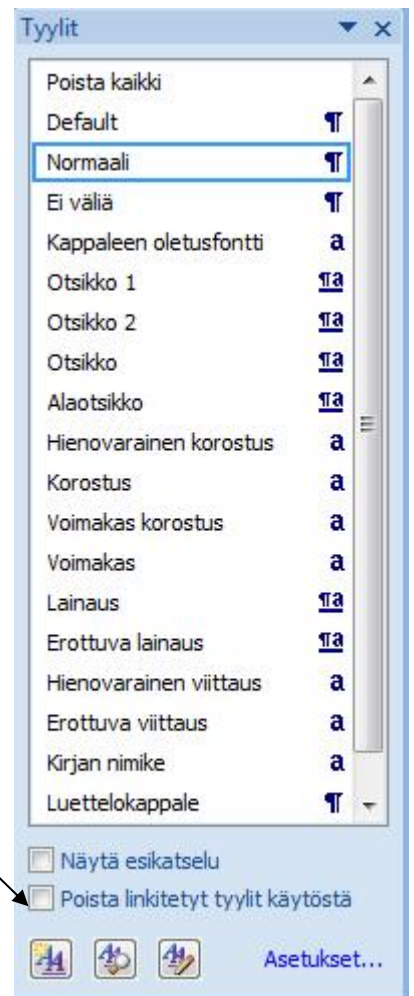 Tyylit
Poista kaikki
Default ¶
Normaali ¶
Ei väliä ¶
Kappaleen oletusfontti a
Otsikko 1 ¶a
Otsikko 2 ¶a
Otsikko ¶a
Alaotsikko ¶a
Hienovarainen korostus a
Korostus a
Voimakas korostus a
Voimakas a
Lainaus ¶a
Erottuva lainaus ¶a
Hienovarainen viittaus a
Erottuva viittaus a
Kirjan nimike a
Luettelokappale ¶
Näytä esikatselu
Poista linkitetyt tyylit käytöstä
Asetukset...